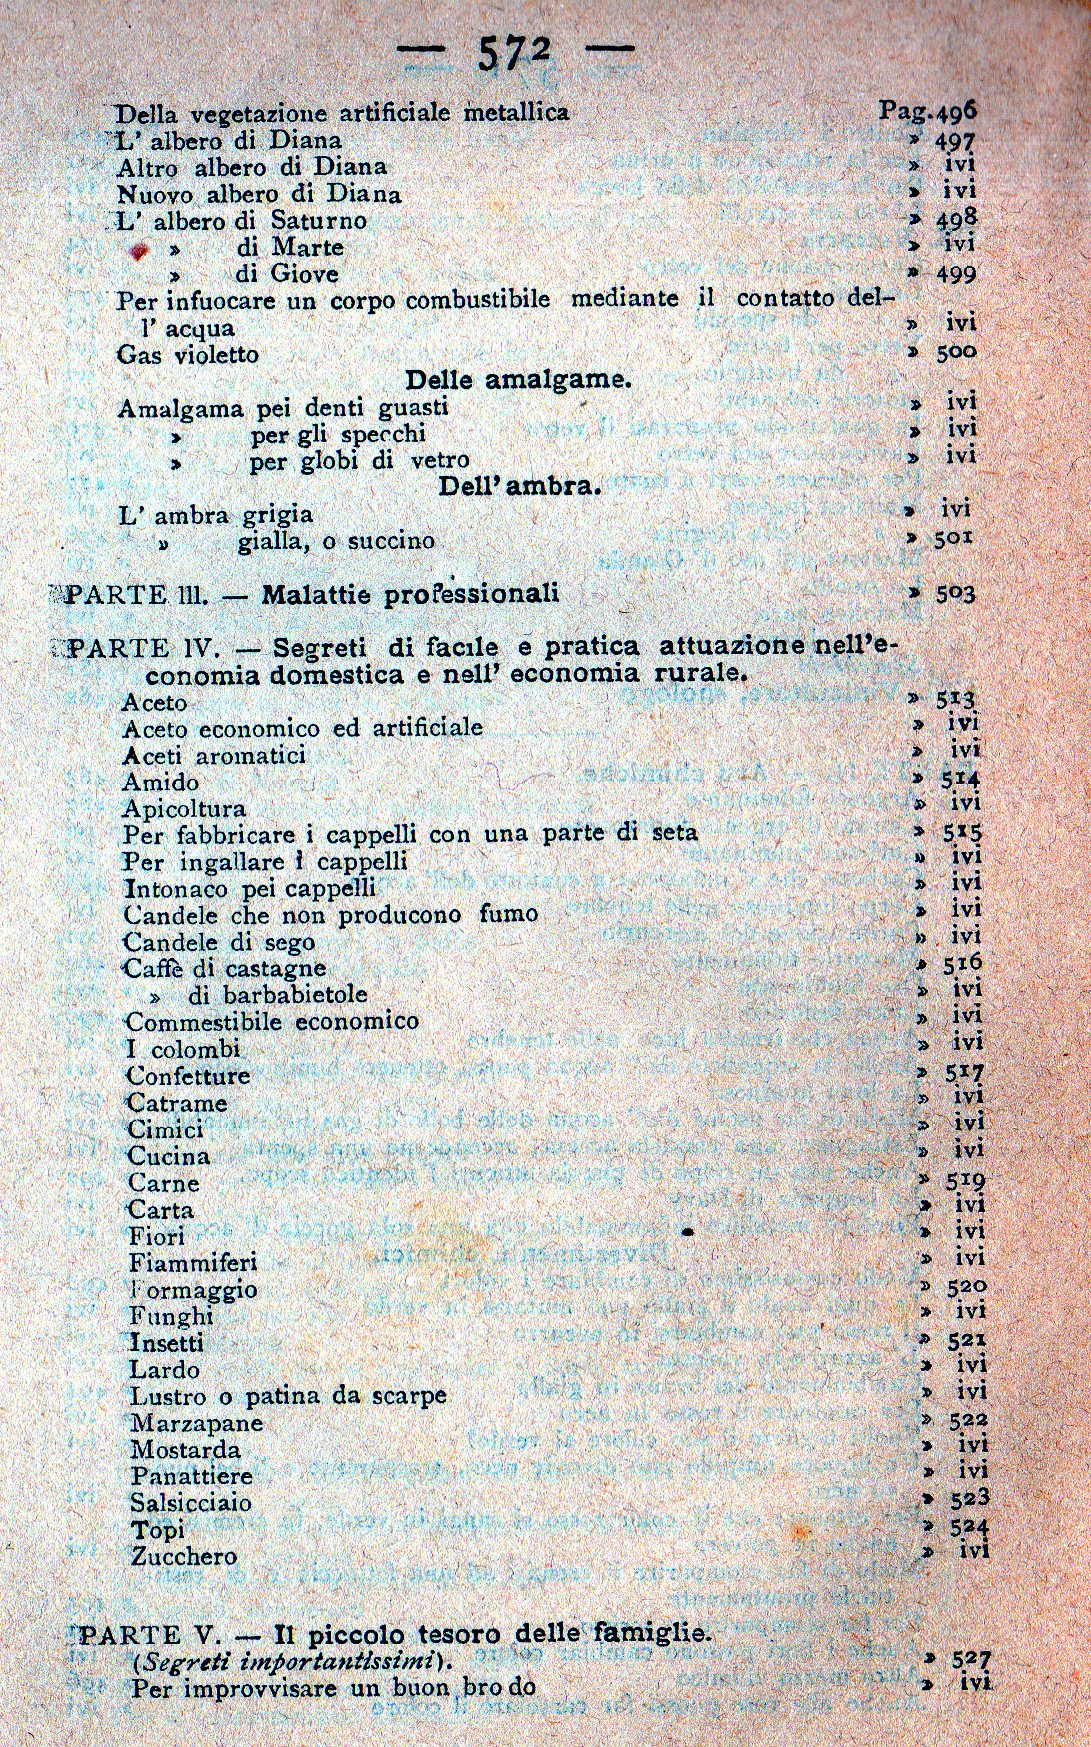 — 572 —
Della vegetazione artificiale metallica Pag. 496
L' albero di Diana » 497
Altro albero di Diana » ivi
Nuovo albero di Diana » ivi
L' albero di Saturno » 498
» di Marte » ivi
» di Giove » 499
Per infuocare un corpo combustibile mediante il contatto del-
l' acqua » ivi
Gas violetto » 500
Delle amalgame.
Amalgama pei denti guasti » ivi
» per gli specchi » ivi
» per globi di vetro » ivi
Dell' ambra.
L' ambra grigia » ivi
» gialla, o succino » 501
PARTE III. — Malattie professionali » 503
PARTE IV. — Segreti di facile e pratica attuazione nell'e-
conomia domestica e nell' economia rurale.
Aceto » 513
Aceto economico ed artificiale » ivi
Aceti aromatici » ivi
Amido » 514
Apicoltura » ivi
Per fabbricare i cappelli con una parte di seta » 515
Per ingallare i cappelli » ivi
Intonaco pei cappelli » ivi
Candele che non producono fumo » ivi
Candele di sego » ivi
Caffè di castagne » 516
» di barbabietole » ivi
Commestibile economico » ivi
I colombi » ivi
Confetture » 517
Catrame » ivi
Cimici » ivi
Cucina » ivi
Carne » 519
Carta » ivi
Fiori » ivi
Fiammiferi » ivi
Formaggio » 520
Funghi » ivi
Insetti » 521
Lardo » ivi
Lustro o patina da scarpe » ivi
Marzapane » 522
Mostarda » ivi
Panattiere » ivi
Salsicciaio » 523
Topi » 524
Zucchero » ivi
PARTE V. — Il piccolo tesoro delle famiglie.
(Segreti importantissimi). » 527
Per improvvisare un buon brodo » ivi